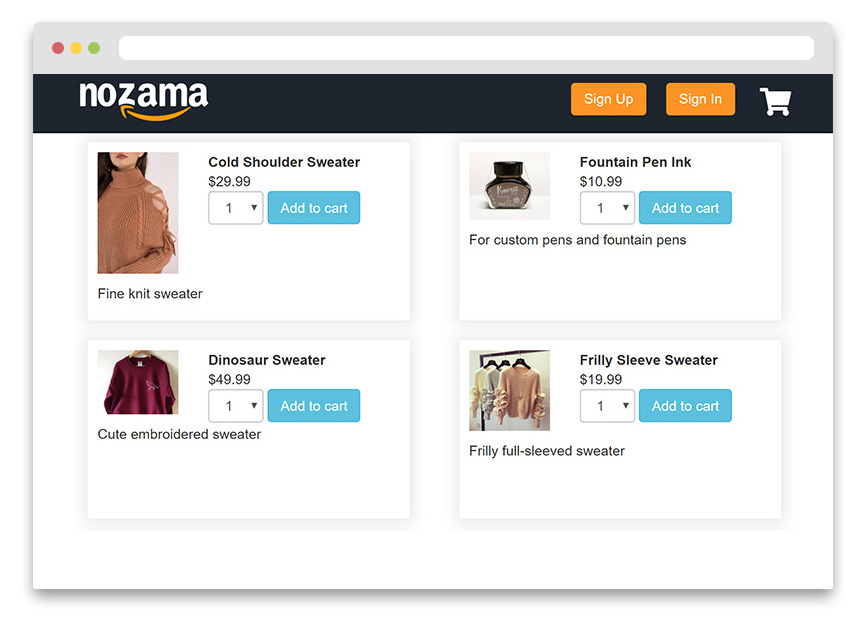 nozama
Sign Up
Sign In
Cold Shoulder Sweater
$29.99
1
Add to cart
Fine knit sweater
Fountain Pen Ink
$10.99
1
Add to cart
For custom pens and fountain pens
Dinosaur Sweater
$49.99
1
Add to cart
Cute embroidered sweater
Frilly Sleeve Sweater
$19.99
1
Add to cart
Frilly full-sleeved sweater